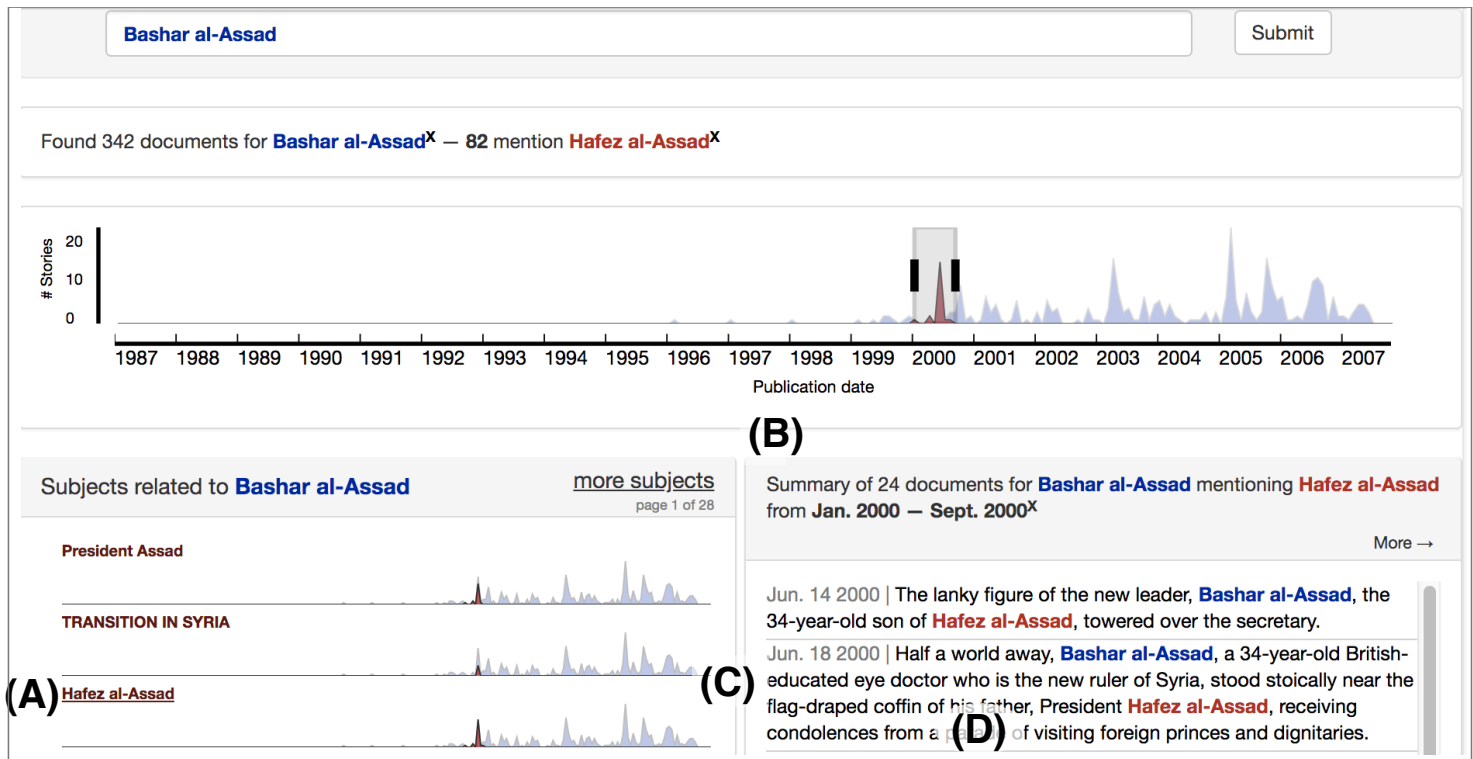 Bashar al-Assad
Submit
Found 342 documents for Bashar al-AssadX — 82 mention Hafez al-AssadX
# Stories
20
10
0
1987 1988 1989 1990 1991 1992 1993 1994 1995 1996 1997 1998 1999 2000 2001 2002 2003 2004 2005 2006 2007
Publication date
(B)
Subjects related to Bashar al-Assad
more subjects
page 1 of 28
President Assad
TRANSITION IN SYRIA
(A)
Hafez al-Assad
Summary of 24 documents for Bashar al-Assad mentioning Hafez al-Assad
from Jan. 2000 — Sept. 2000X
More →
Jun. 14 2000 | The lanky figure of the new leader, Bashar al-Assad, the
34-year-old son of Hafez al-Assad, towered over the secretary.
Jun. 18 2000 | Half a world away, Bashar al-Assad, a 34-year-old British-
(C)
educated eye doctor who is the new ruler of Syria, stood stoically near the
flag-draped coffin of his father, President Hafez al-Assad, receiving
condolences from a parade of visiting foreign princes and dignitaries.
(D)